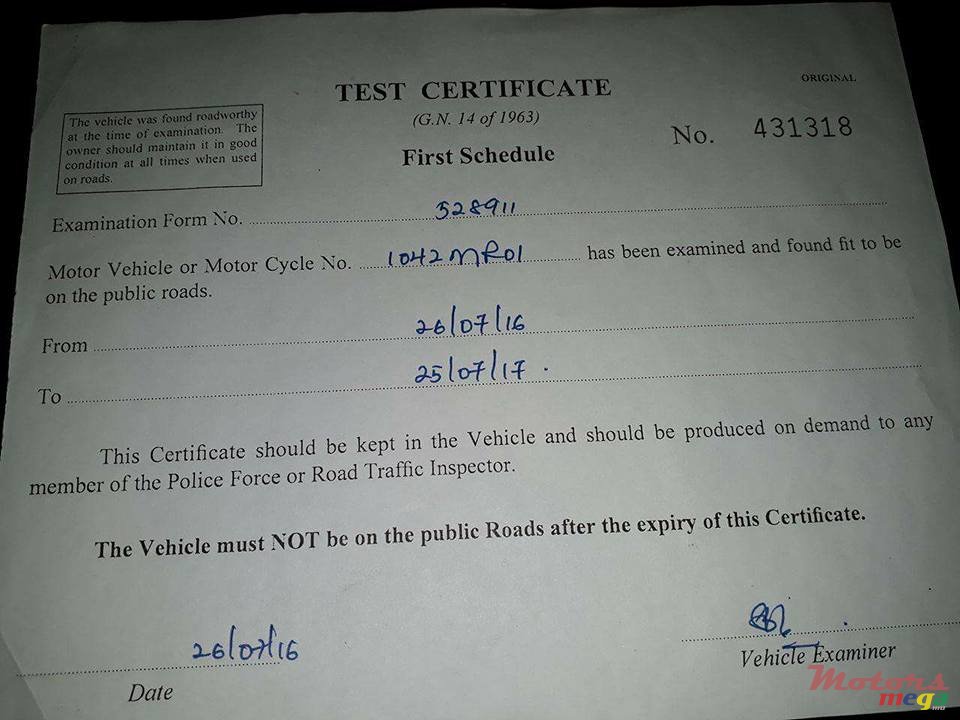 ORIGINAL
TEST CERTIFICATE
(G.N. 14 of 1963)
First Schedule
No. 431318
The vehicle was found roadworthy
at the time of examination. The
owner should maintain it in good
condition at all times when used
on roads.
Examination Form No. 528911
Motor Vehicle or Motor Cycle No. 1042MR01 has been examined and found fit to be
on the public roads.
From 26/07/16
To 25/07/17.
This Certificate should be kept in the Vehicle and should be produced on demand to any
member of the Police Force or Road Traffic Inspector.
The Vehicle must NOT be on the public Roads after the expiry of this Certificate.
26/07/16
Date
Vehicle Examiner
Motors
mega.mu